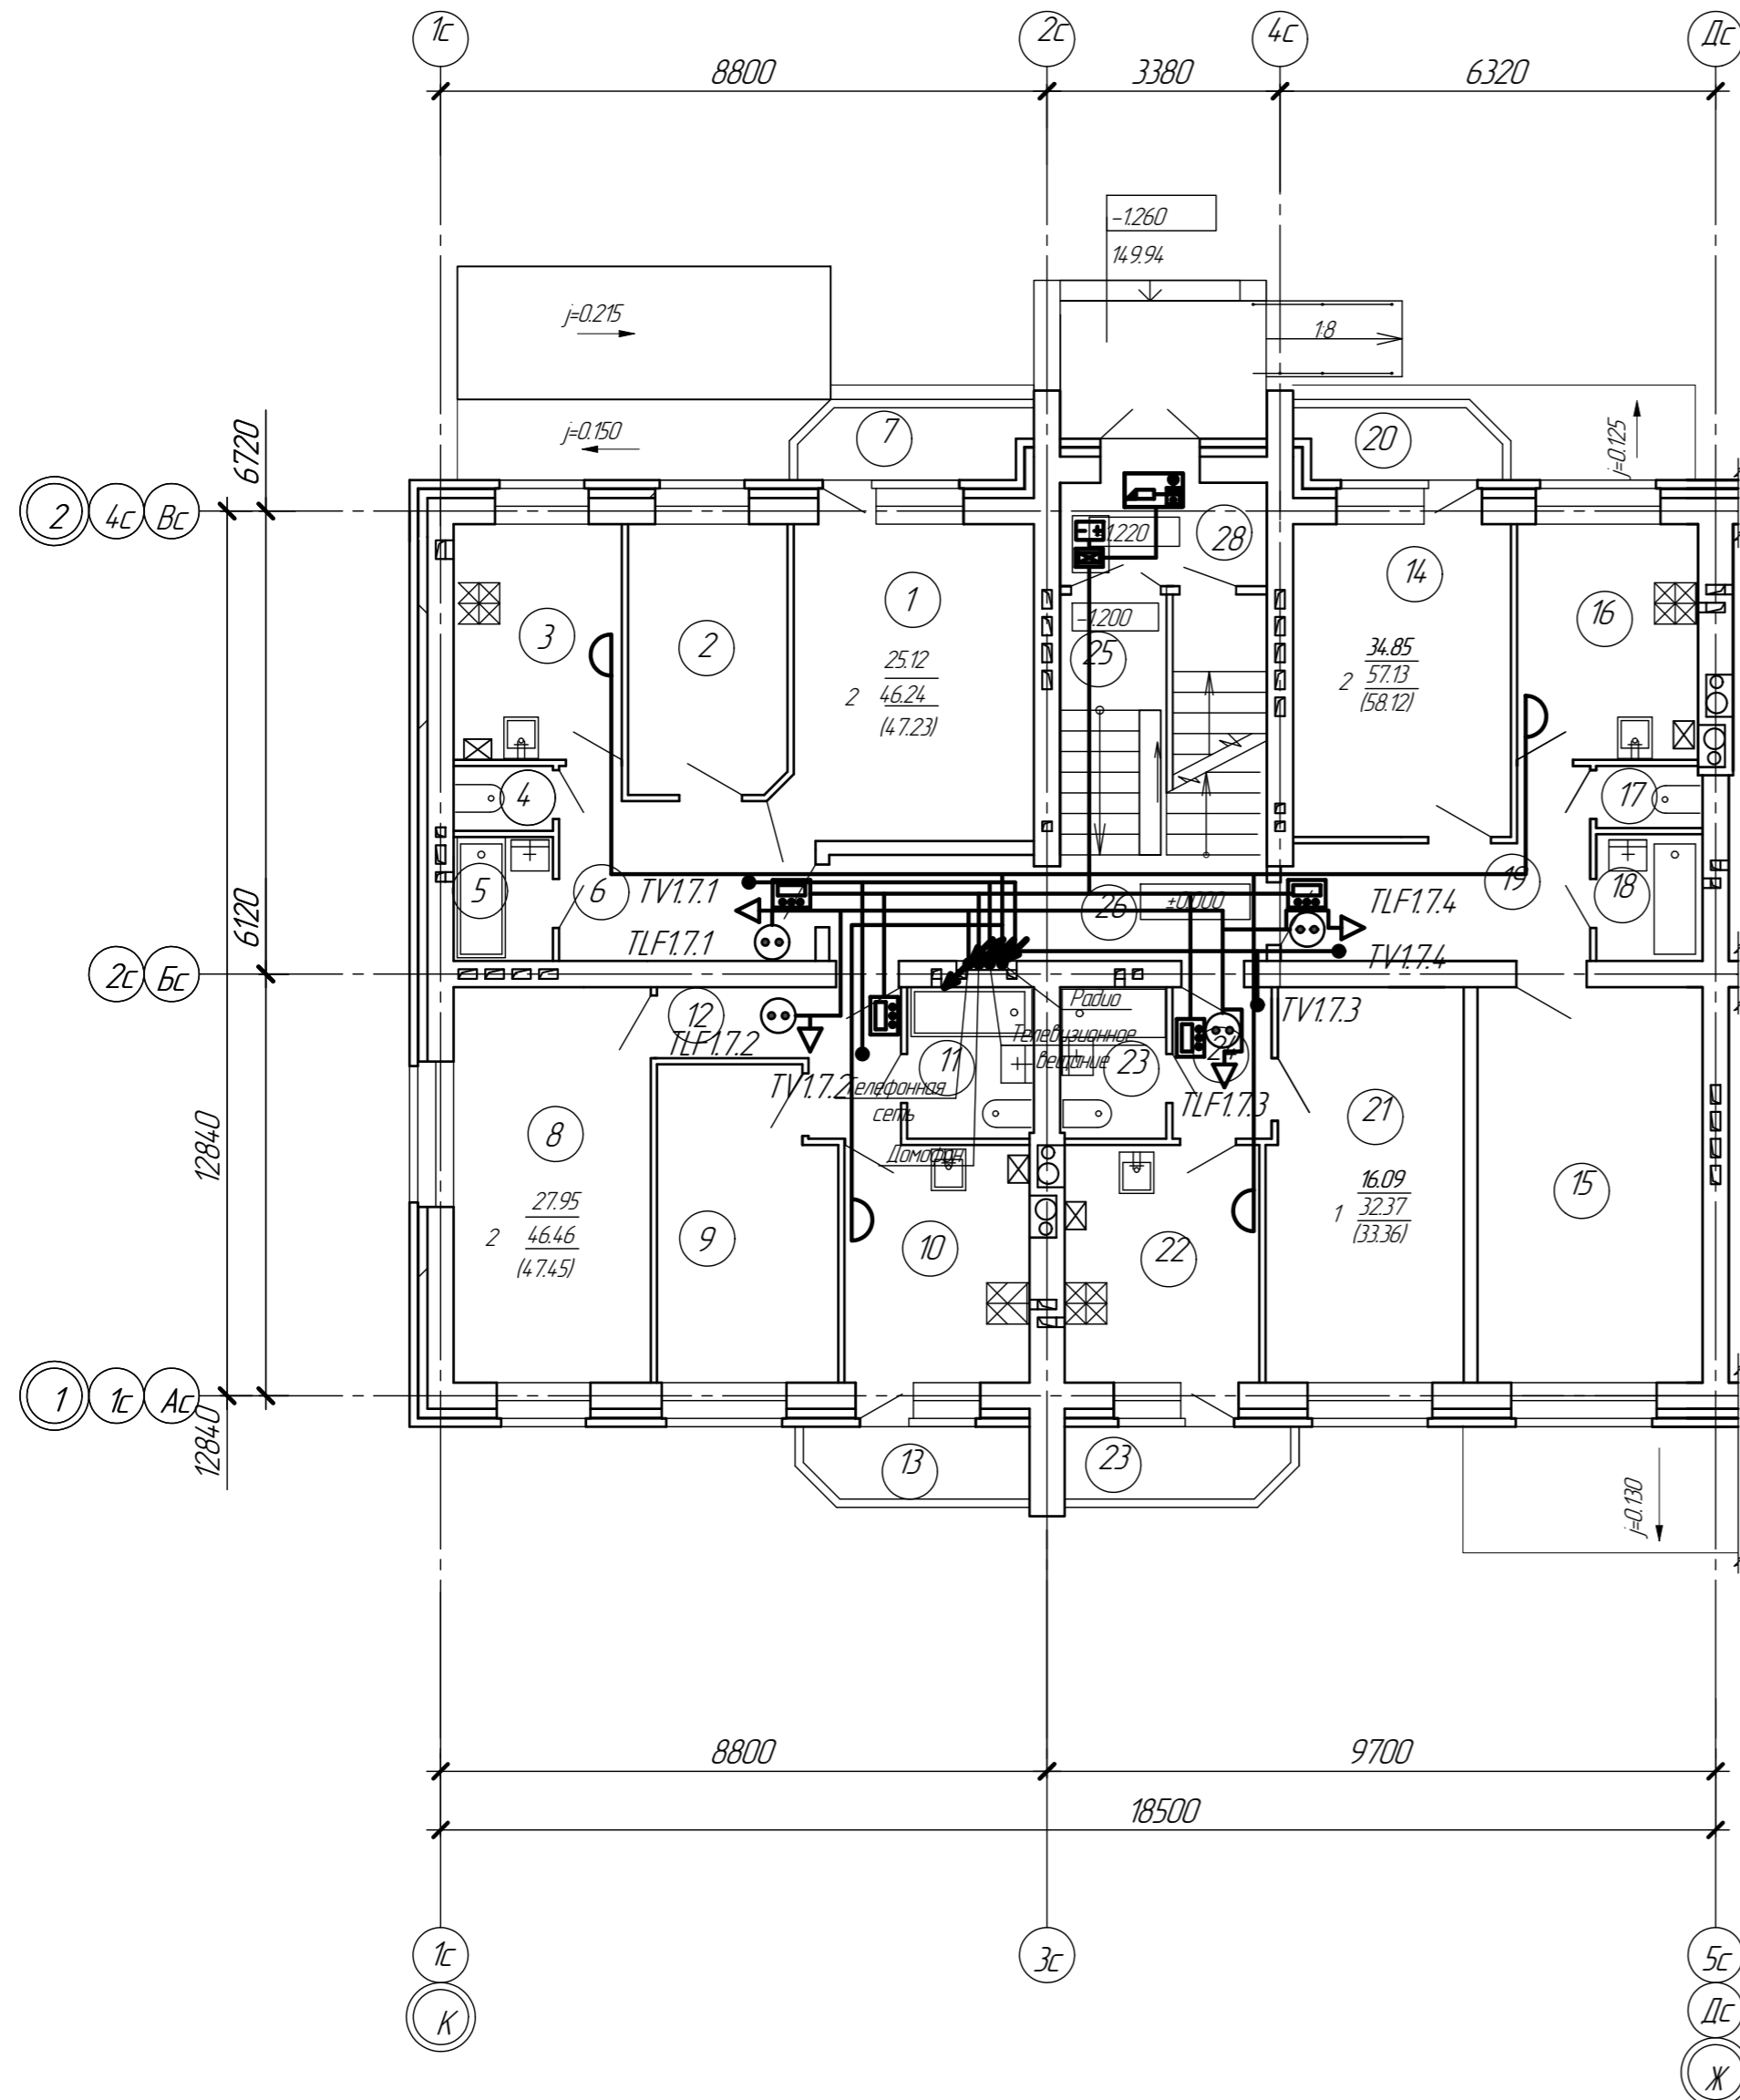 1с
2с
4с
Дс
8800
3380
6320
-1.260
149.94
j=0.215
1:8
j=0.150
7
20
j=0.125
6720
2
4с
Вс
1.220
28
1
14
3
2
-1.200
25
16
25.12
2
46.24
(47.23)
34.85
2
57.13
(58.12)
4
17
5
6
TV1.7.1
26
±0.000
TLF1.7.4
19
18
6120
TLF1.7.1
TV1.7.4
2с
Бс
12
TLF1.7.2
Радио
TV1.7.3
Телевизионное
вещание
11
23
24
TV1.7.2
Телефонная
сеть
TLF1.7.3
21
12840
8
Домофон
27.95
2
46.46
(47.45)
9
10
22
16.09
1
32.37
(33.36)
15
1
1с
Ас
12840
13
23
j=0.130
8800
9700
18500
1с
3с
5с
К
Дс
Ж